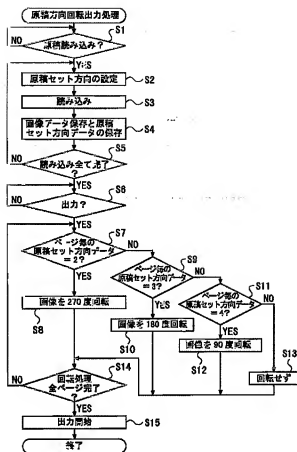 原稿方向回転出力処理
S1
NO
原稿読み込み?
YES
S2
原稿セット方向の設定
S3
読み込み
S4
画像データ保存と原稿
セット方向データの保存
S5
NO
読み込み全て完了
?
YES
S6
NO
出力?
YES
S7
ページ毎の
原稿セット方向データ
=2?
NO
YES
S9
ページ毎の
原稿セット方向データ
=3?
NO
YES
S11
ページ毎の
原稿セット方向データ
=4?
NO
YES
画像を270度回転
S8
画像を180度回転
S10
画像を90度回転
S12
S13
回転せず
S14
NO
回転処理
全ページ完了
?
YES
S15
出力開始
終了